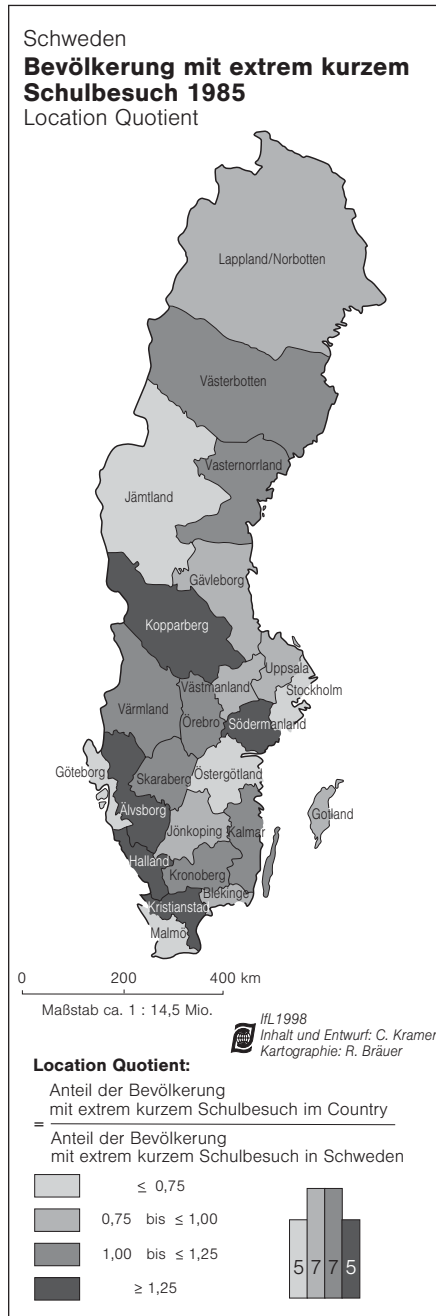 Schweden
Bevölkerung mit extrem kurzem
Schulbesuch 1985
Location Quotient
Lappland/Norbotten
Västerbotten
Vasternorrland
Jämtland
Gävleborg
Kopparberg
Uppsala
Västmanland
Stockholm
Värmland
Örebro
Södermanland
Göteborg
Skaraberg
Östergötland
Älvsborg
Gotland
Jönkoping
Kalmar
Halland
Kronoberg
Blekinge
Kristianstad
Malmö
0 200 400 km
Maßstab ca. 1 : 14,5 Mio.
IfL1998
Inhalt und Entwurf: C. Kramer
Kartographie: R. Bräuer
Location Quotient:
Anteil der Bevölkerung
mit extrem kurzem Schulbesuch im Country
=
Anteil der Bevölkerung
mit extrem kurzem Schulbesuch in Schweden
≤ 0,75
0,75 bis ≤ 1,00
1,00 bis ≤ 1,25
≥ 1,25
5 7 7 5